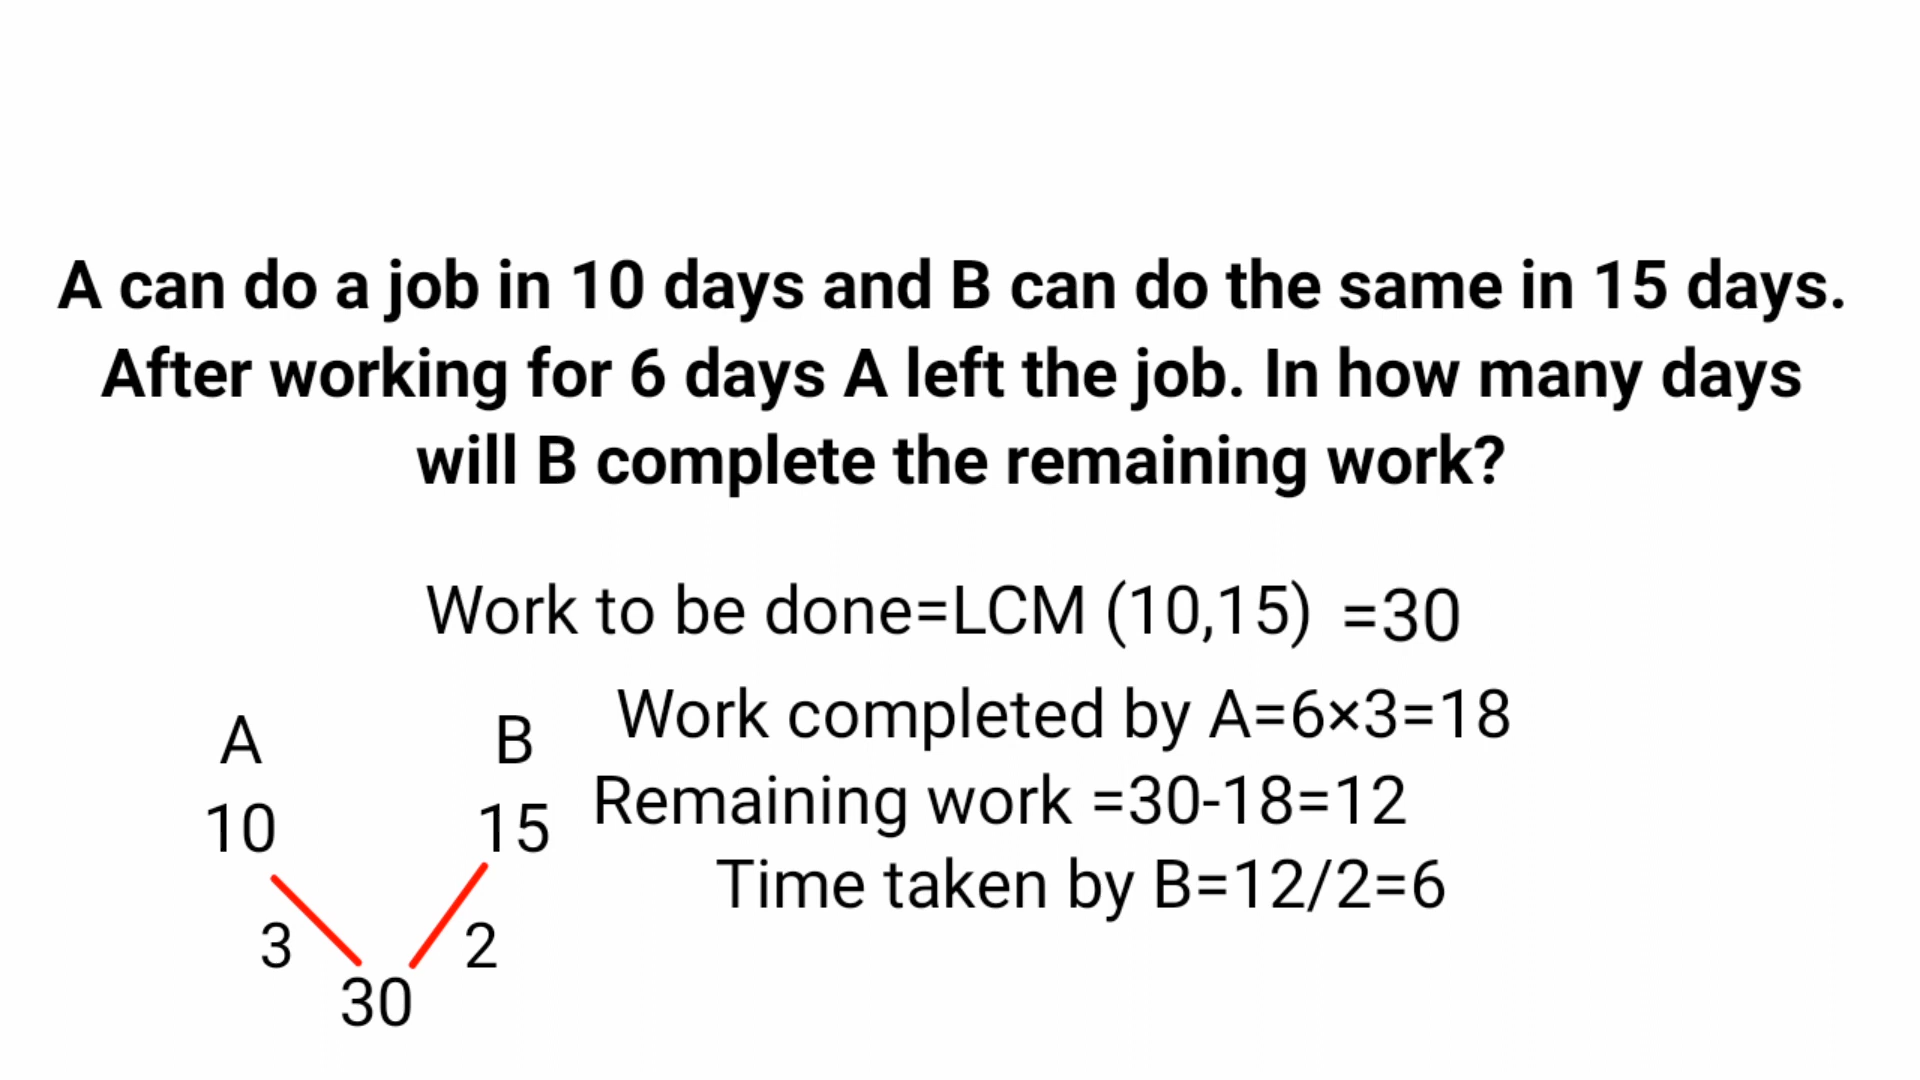 A can do a job in 10 days and B can do the same in 15 days.
After working for 6 days A left the job. In how many days
will B complete the remaining work?
Work to be done=LCM (10,15) =30
Work completed by A=6×3=18
Remaining work =30-18=12
Time taken by B=12/2=6
A B
10 15
3 2
30